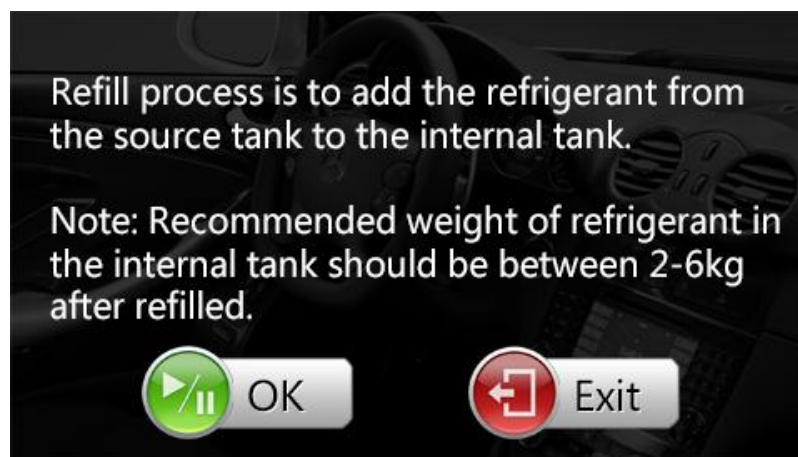 Refill process is to add the refrigerant from
the source tank to the internal tank.
Note: Recommended weight of refrigerant in
the internal tank should be between 2-6kg
after refilled.
OK
Exit